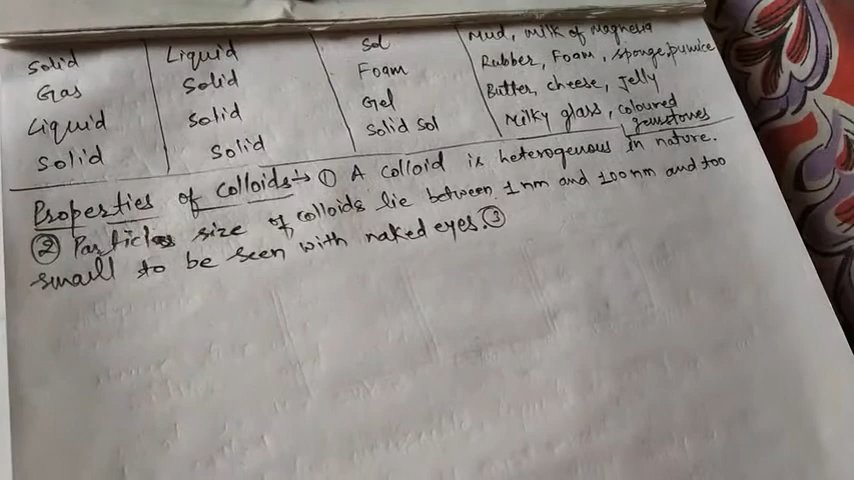 Solid Liquid Sol Mud, Milk of Magnesia
Gas Solid Foam Rubber, Foam, sponge, pumice
Liquid Solid Gel Butter, cheese, Jelly
Solid Solid Solid Sol Milky glass, coloured
gemstones
Properties of Colloids:→ ① A colloid is heterogenous in nature.
② Particles size of colloids lie between 1nm and 100nm and too
small to be seen with naked eyes. ③